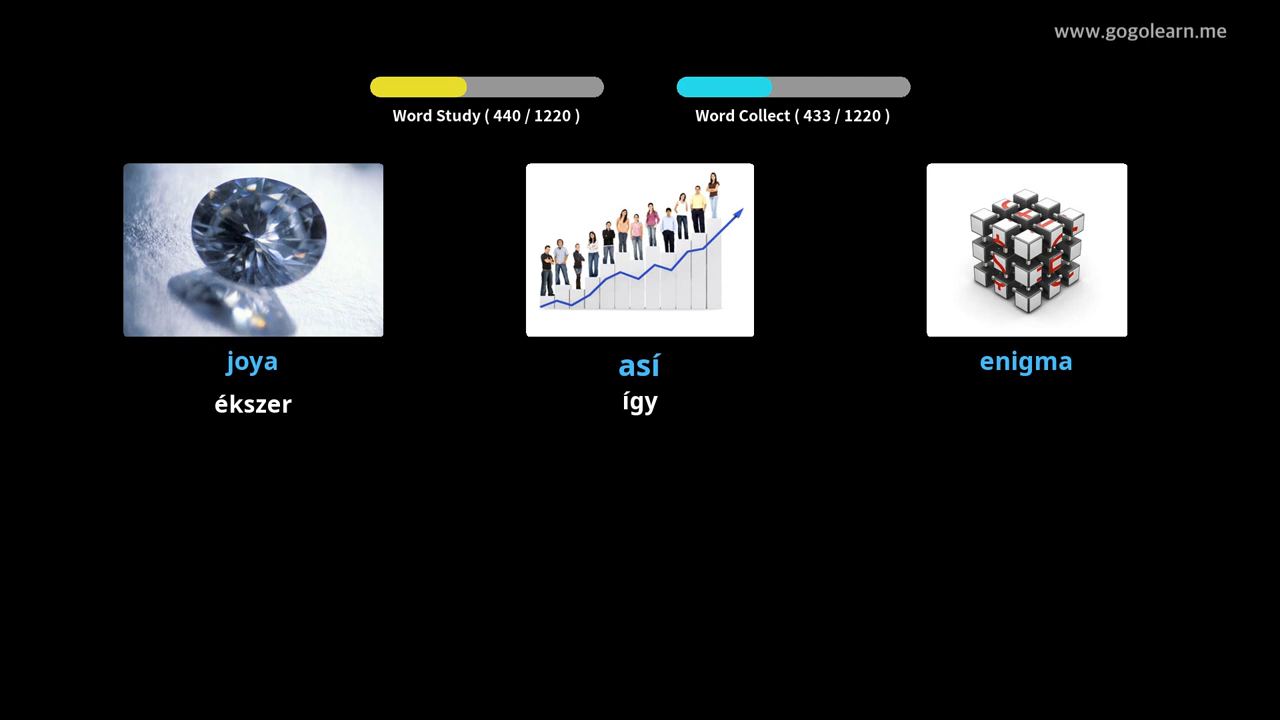 www.gogolearn.me
Word Study ( 440 / 1220 )
Word Collect ( 433 / 1220 )
joya
así
enigma
ékszer
így